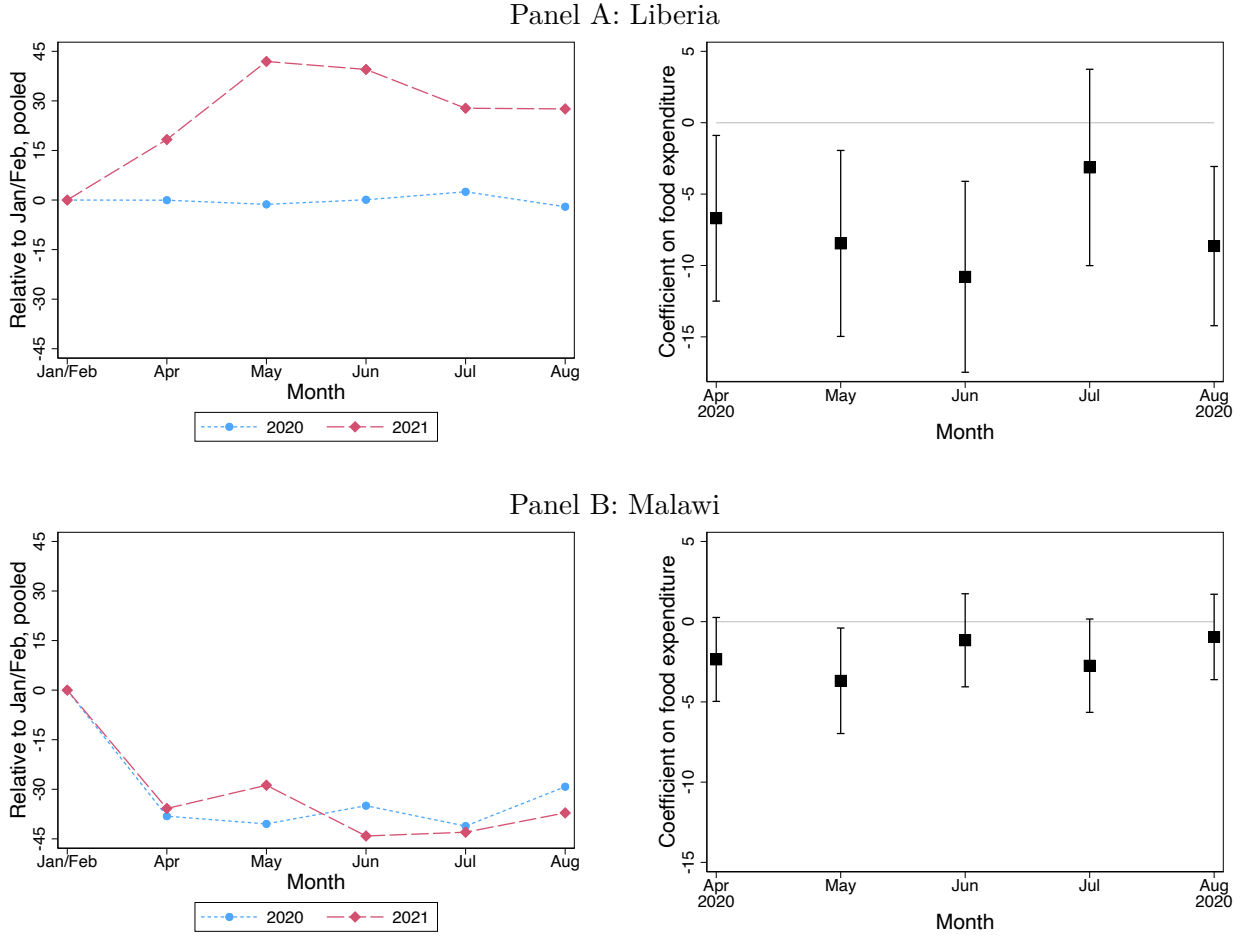 Panel A: Liberia
Relative to Jan/Feb, pooled
45
30
15
0
-15
-30
-45
Jan/Feb Apr May Jun Jul Aug
Month
2020 2021
Coefficient on food expenditure
5
0
-5
-10
-15
Apr May Jun Jul Aug
2020 2020
Month
Panel B: Malawi
Relative to Jan/Feb, pooled
45
30
15
0
-15
-30
-45
Jan/Feb Apr May Jun Jul Aug
Month
2020 2021
Coefficient on food expenditure
5
0
-5
-10
-15
Apr May Jun Jul Aug
2020 2020
Month